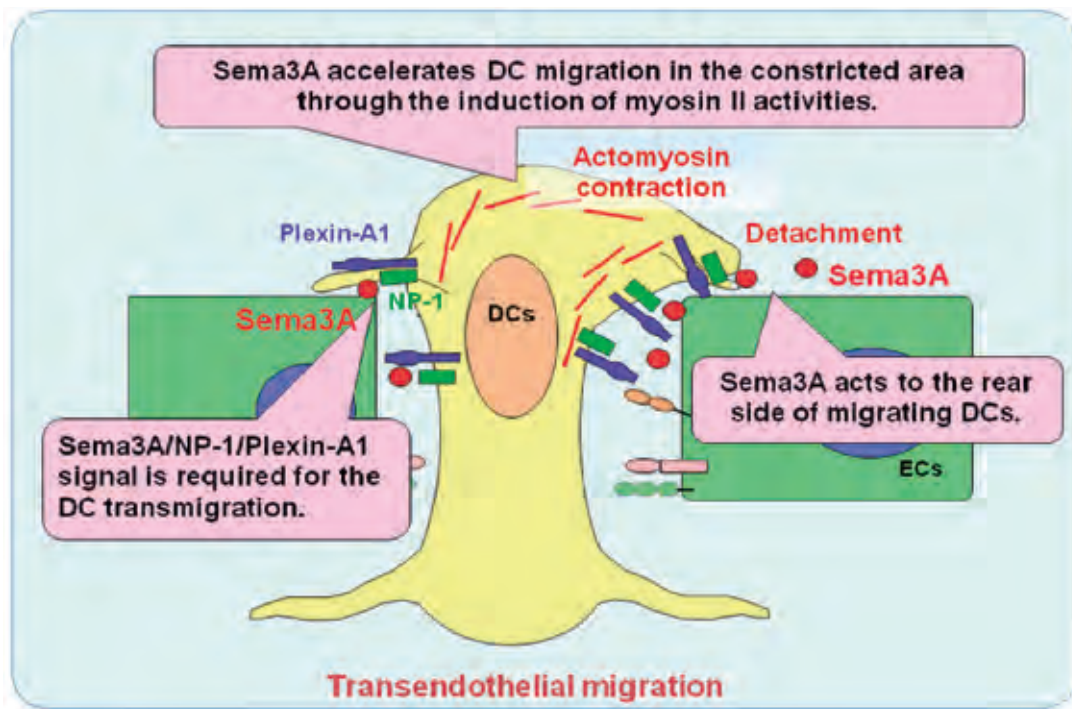 Sema3A accelerates DC migration in the constricted area
through the induction of myosin II activities.
Actomyosin
contraction
Plexin-A1
Detachment
Sema3A
NP-1
Sema3A
DCs
Sema3A acts to the rear
side of migrating DCs.
Sema3A/NP-1/Plexin-A1
signal is required for the
DC transmigration.
ECs
Transendothelial migration